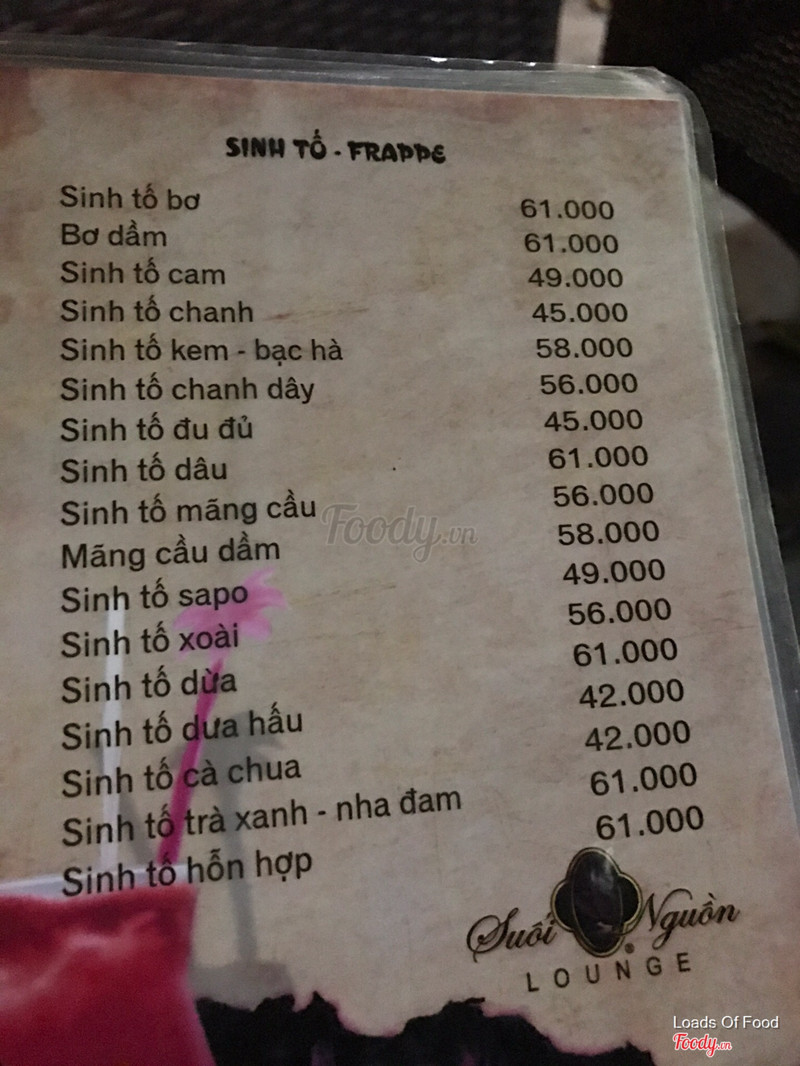 SINH TỐ - FRAPPE
Sinh tố bơ 61.000
Bơ dầm 61.000
Sinh tố cam 49.000
Sinh tố chanh 45.000
Sinh tố kem - bạc hà 58.000
Sinh tố chanh dây 56.000
Sinh tố đu đủ 45.000
Sinh tố dâu 61.000
Sinh tố mãng cầu 56.000
Mãng cầu dầm 58.000
Sinh tố sapo 49.000
Sinh tố xoài 56.000
Sinh tố dừa 61.000
Sinh tố dưa hấu 42.000
Sinh tố cà chua 42.000
Sinh tố trà xanh - nha đam 61.000
Sinh tố hỗn hợp 61.000
Foody.vn
Suối Nguồn ®
LOUNGE
Loads Of Food
Foody.vn